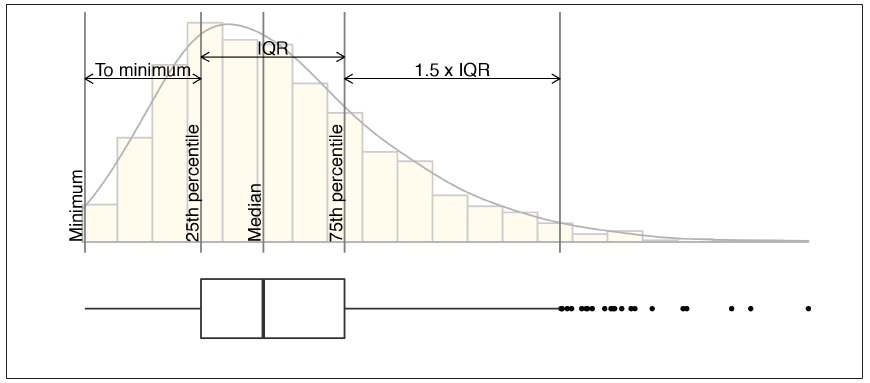 IQR
To minimum
1.5 x IQR
Minimum
25th percentile
Median
75th percentile